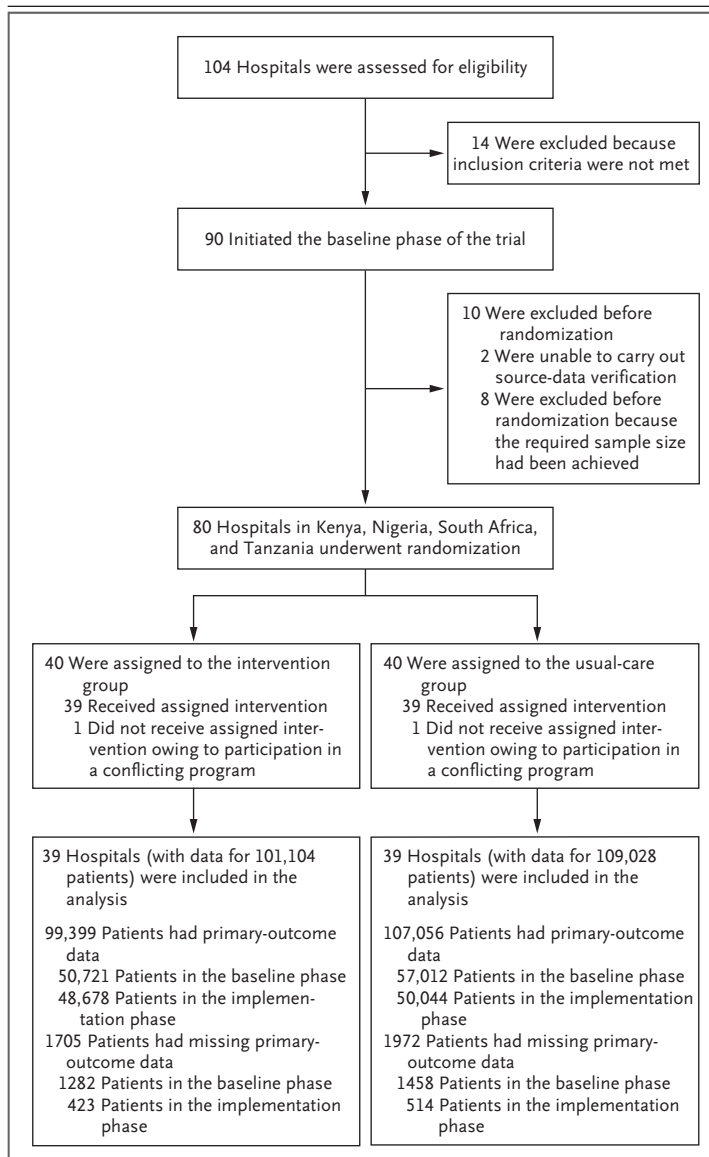 104 Hospitals were assessed for eligibility
14 Were excluded because
inclusion criteria were not met
90 Initiated the baseline phase of the trial
10 Were excluded before
randomization
2 Were unable to carry out
source-data verification
8 Were excluded before
randomization because
the required sample size
had been achieved
80 Hospitals in Kenya, Nigeria, South Africa,
and Tanzania underwent randomization
40 Were assigned to the intervention
group
39 Received assigned intervention
1 Did not receive assigned inter-
vention owing to participation in
a conflicting program
40 Were assigned to the usual-care
group
39 Received assigned intervention
1 Did not receive assigned inter-
vention owing to participation in
a conflicting program
39 Hospitals (with data for 101,104
patients) were included in the
analysis
99,399 Patients had primary-outcome
data
50,721 Patients in the baseline phase
48,678 Patients in the implemen-
tation phase
1705 Patients had missing primary-
outcome data
1282 Patients in the baseline phase
423 Patients in the implementation
phase
39 Hospitals (with data for 109,028
patients) were included in the
analysis
107,056 Patients had primary-outcome
data
57,012 Patients in the baseline phase
50,044 Patients in the implementation
phase
1972 Patients had missing primary-
outcome data
1458 Patients in the baseline phase
514 Patients in the implementation
phase